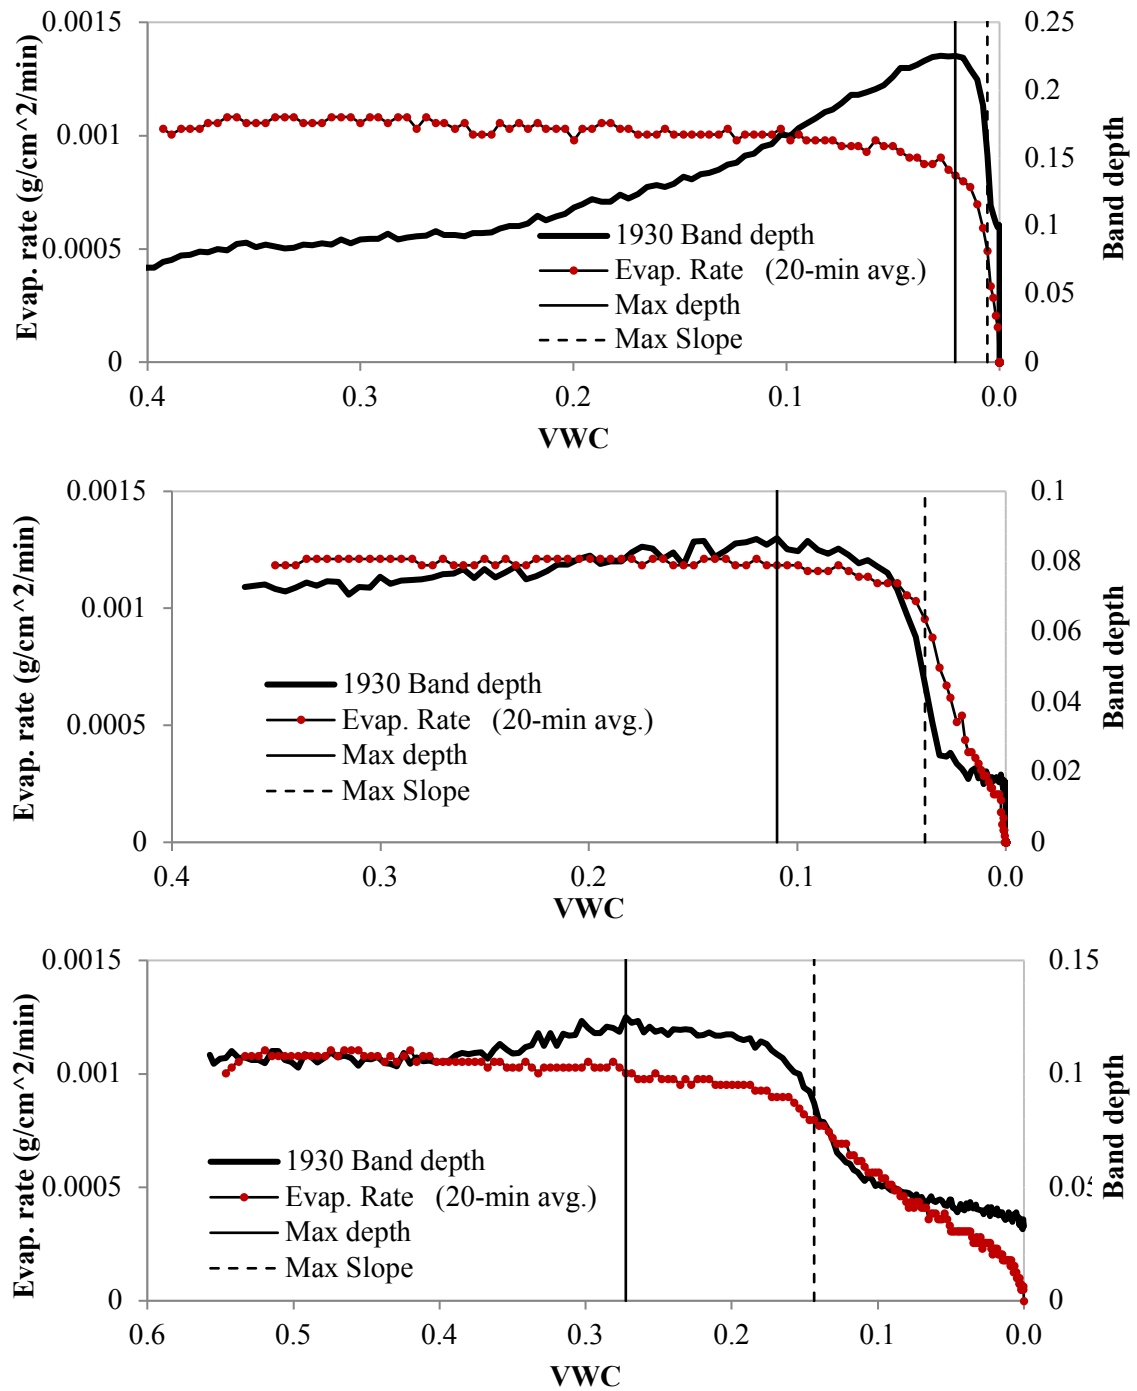 0.0015
0.001
0.0005
0
Evap. rate (g/cm^2/min)
0.25
0.2
0.15
0.1
0.05
0
Band depth
1930 Band depth
Evap. Rate (20-min avg.)
Max depth
Max Slope
0.4 0.3 0.2 0.1 0.0
VWC
0.0015
0.001
0.0005
0
Evap. rate (g/cm^2/min)
0.1
0.08
0.06
0.04
0.02
0
Band depth
1930 Band depth
Evap. Rate (20-min avg.)
Max depth
Max Slope
0.4 0.3 0.2 0.1 0.0
VWC
0.0015
0.001
0.0005
0
Evap. rate (g/cm^2/min)
0.15
0.1
0.05
0
Band depth
1930 Band depth
Evap. Rate (20-min avg.)
Max depth
Max Slope
0.6 0.5 0.4 0.3 0.2 0.1 0.0
VWC